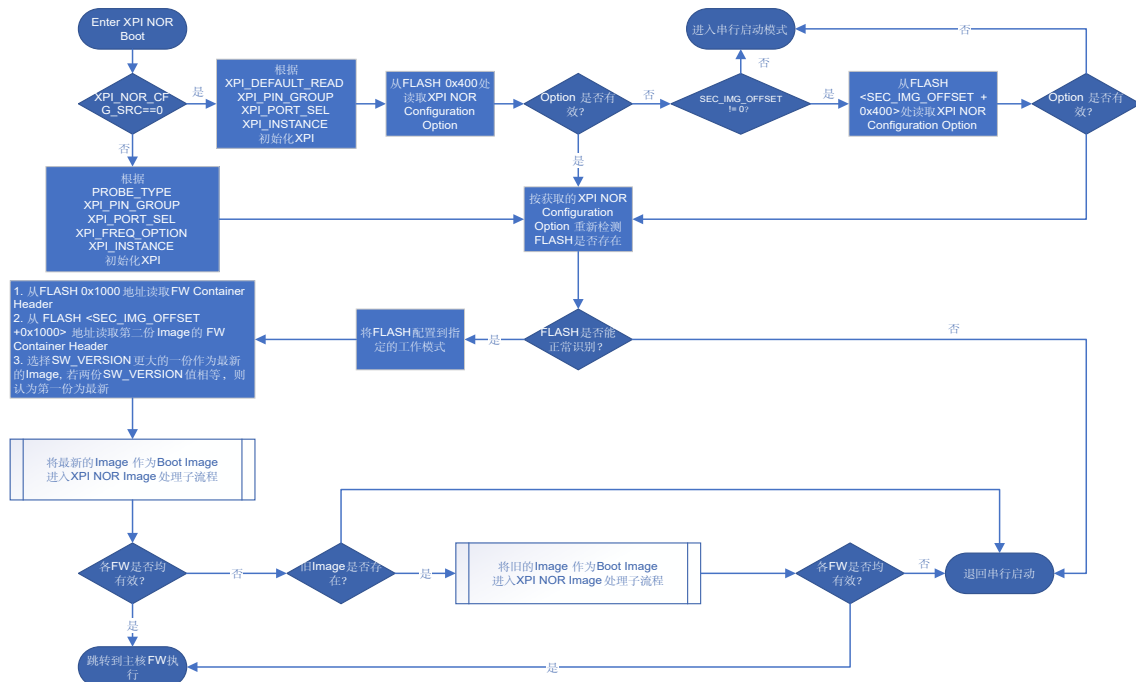 Enter XPI NOR
Boot
XPI_NOR_CF
G_SRC==0
是
根据
XPI_DEFAULT_READ
XPI_PIN_GROUP
XPI_PORT_SEL
XPI_INSTANCE
初始化XPI
从FLASH 0x400处
读取XPI NOR
Configuration
Option
Option 是否有
效?
否
SEC_IMG_OFFSET
!= 0?
否
进入串行启动模式
是
从FLASH
<SEC_IMG_OFFSET +
0x400>处读取XPI NOR
Configuration Option
Option 是否有
效?
否
是
否
根据
PROBE_TYPE
XPI_PIN_GROUP
XPI_PORT_SEL
XPI_FREQ_OPTION
XPI_INSTANCE
初始化XPI
按获取的XPI NOR
Configuration
Option 重新检测
FLASH是否存在
FLASH是否能
正常识别?
否
是
将FLASH配置到指
定的工作模式
1. 从FLASH 0x1000 地址读取FW Container
Header
2. 从 FLASH <SEC_IMG_OFFSET
+0x1000> 地址读取第二份 Image的 FW
Container Header
3. 选择SW_VERSION更大的一份作为最新
的Image, 若两份SW_VERSION值相等，则
认为第一份为最新
将最新的Image 作为Boot Image
进入XPI NOR Image 处理子流程
各FW是否均
有效?
否
旧Image是否存
在?
是
将旧的Image 作为Boot Image
进入XPI NOR Image 处理子流程
各FW是否均
有效?
否
退回串行启动
是
是
跳转到主核FW执
行